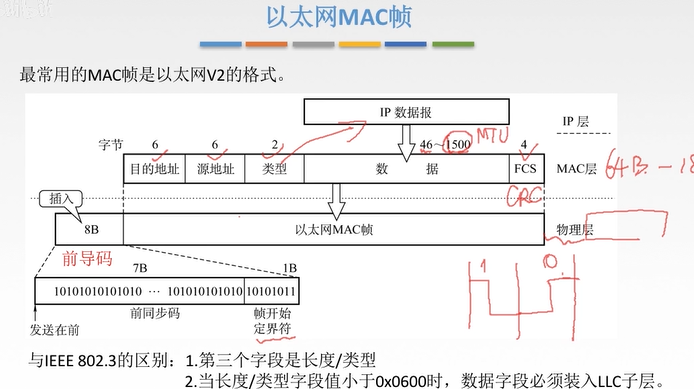 以太网MAC帧
最常用的MAC帧是以太网V2的格式。
IP 数据报
IP 层
字节 6 6 2 46~1500 MTU 4
目的地址 源地址 类型 数 据 FCS MAC层 64B - 18
CRC
插入
8B 以太网MAC帧 物理层
前导码
7B 1B
1 0
10101010101010 … 101010101010 10101011
前同步码 帧开始
定界符
发送在前
与IEEE 802.3的区别：1.第三个字段是长度/类型
2.当长度/类型字段值小于0x0600时，数据字段必须装入LLC子层。